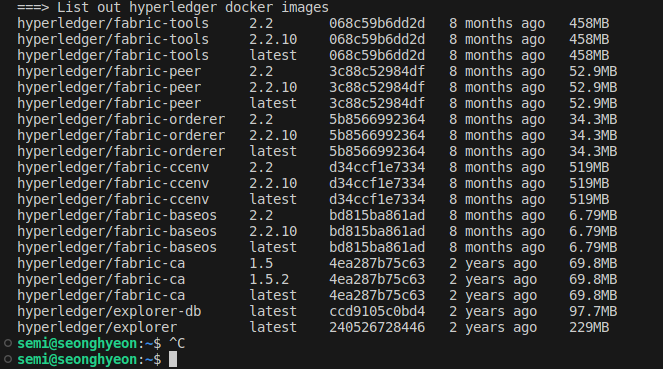 ===> List out hyperledger docker images
hyperledger/fabric-tools     2.2       068c59b6dd2d   8 months ago   458MB
hyperledger/fabric-tools     2.2.10    068c59b6dd2d   8 months ago   458MB
hyperledger/fabric-tools     latest    068c59b6dd2d   8 months ago   458MB
hyperledger/fabric-peer      2.2       3c88c52984df   8 months ago   52.9MB
hyperledger/fabric-peer      2.2.10    3c88c52984df   8 months ago   52.9MB
hyperledger/fabric-peer      latest    3c88c52984df   8 months ago   52.9MB
hyperledger/fabric-orderer   2.2       5b8566992364   8 months ago   34.3MB
hyperledger/fabric-orderer   2.2.10    5b8566992364   8 months ago   34.3MB
hyperledger/fabric-orderer   latest    5b8566992364   8 months ago   34.3MB
hyperledger/fabric-ccenv     2.2       d34ccf1e7334   8 months ago   519MB
hyperledger/fabric-ccenv     2.2.10    d34ccf1e7334   8 months ago   519MB
hyperledger/fabric-ccenv     latest    d34ccf1e7334   8 months ago   519MB
hyperledger/fabric-baseos    2.2       bd815ba861ad   8 months ago   6.79MB
hyperledger/fabric-baseos    2.2.10    bd815ba861ad   8 months ago   6.79MB
hyperledger/fabric-baseos    latest    bd815ba861ad   8 months ago   6.79MB
hyperledger/fabric-ca        1.5       4ea287b75c63   2 years ago    69.8MB
hyperledger/fabric-ca        1.5.2     4ea287b75c63   2 years ago    69.8MB
hyperledger/fabric-ca        latest    4ea287b75c63   2 years ago    69.8MB
hyperledger/explorer-db      latest    ccd9105c0bd4   2 years ago    97.7MB
hyperledger/explorer         latest    240526728446   2 years ago    229MB
semi@seonghyeon:~$ ^C
semi@seonghyeon:~$